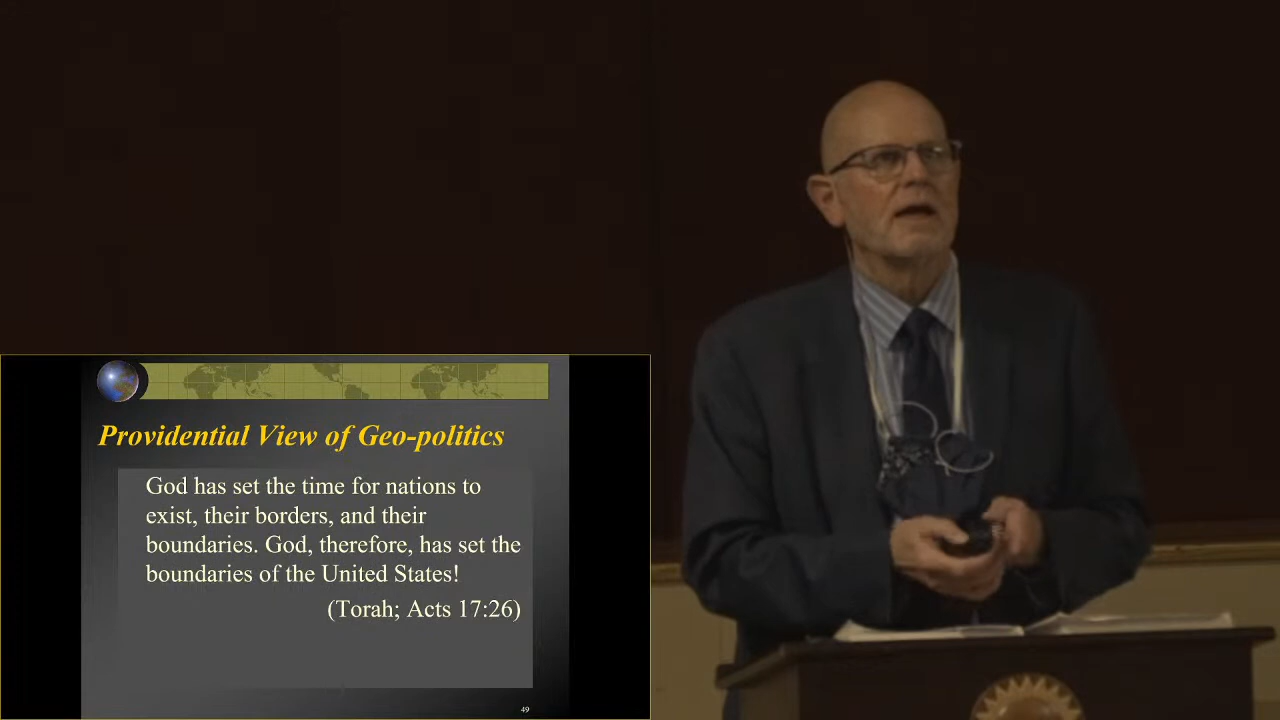 Providential View of Geo-politics
God has set the time for nations to
exist, their borders, and their
boundaries. God, therefore, has set the
boundaries of the United States!
(Torah; Acts 17:26)
49